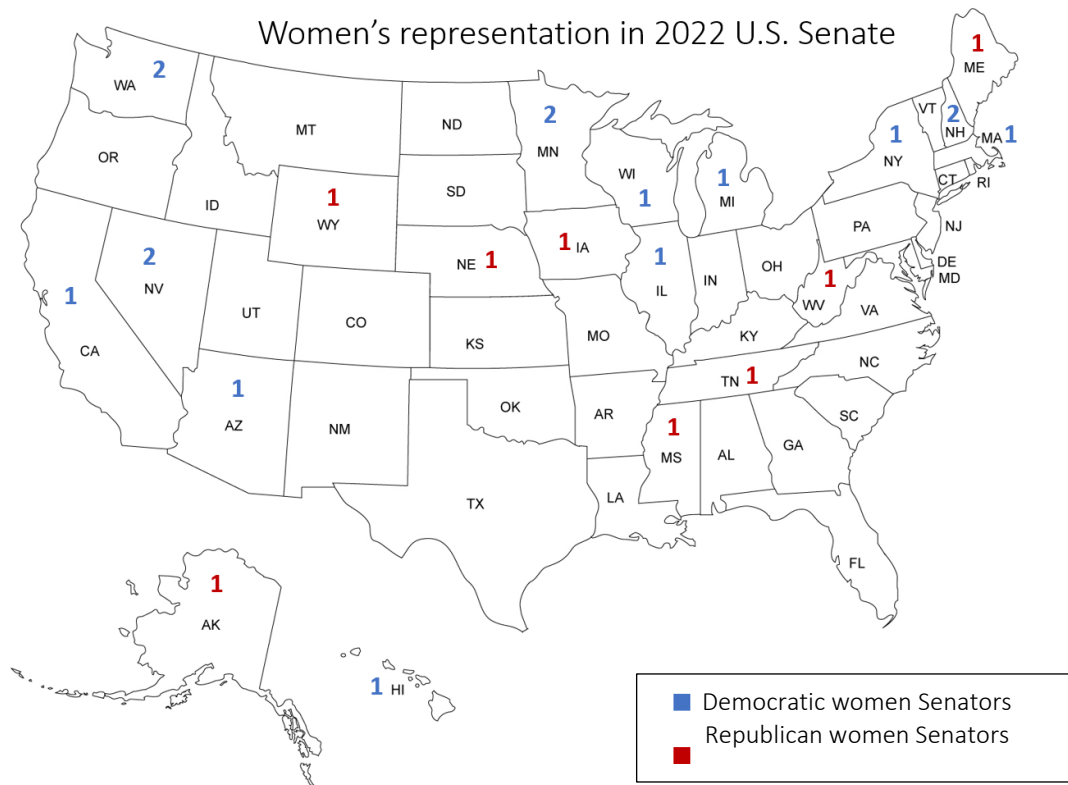 Women’s representation in 2022 U.S. Senate
1
ME
WA 2
2
MN
VT
2
NH
MA 1
1
NY
MT
ND
OR
WI
1
1
MI
CT
RI
ID
1
WY
SD
PA
NJ
2
NV
NE 1
1 IA
1
IL
IN
OH
DE
MD
1
WV
1
CA
UT
CO
KS
MO
KY
VA
1
AZ
NM
OK
AR
TN 1
NC
SC
1
MS
AL
GA
TX
LA
FL
1
AK
1 HI
Democratic women Senators
Republican women Senators